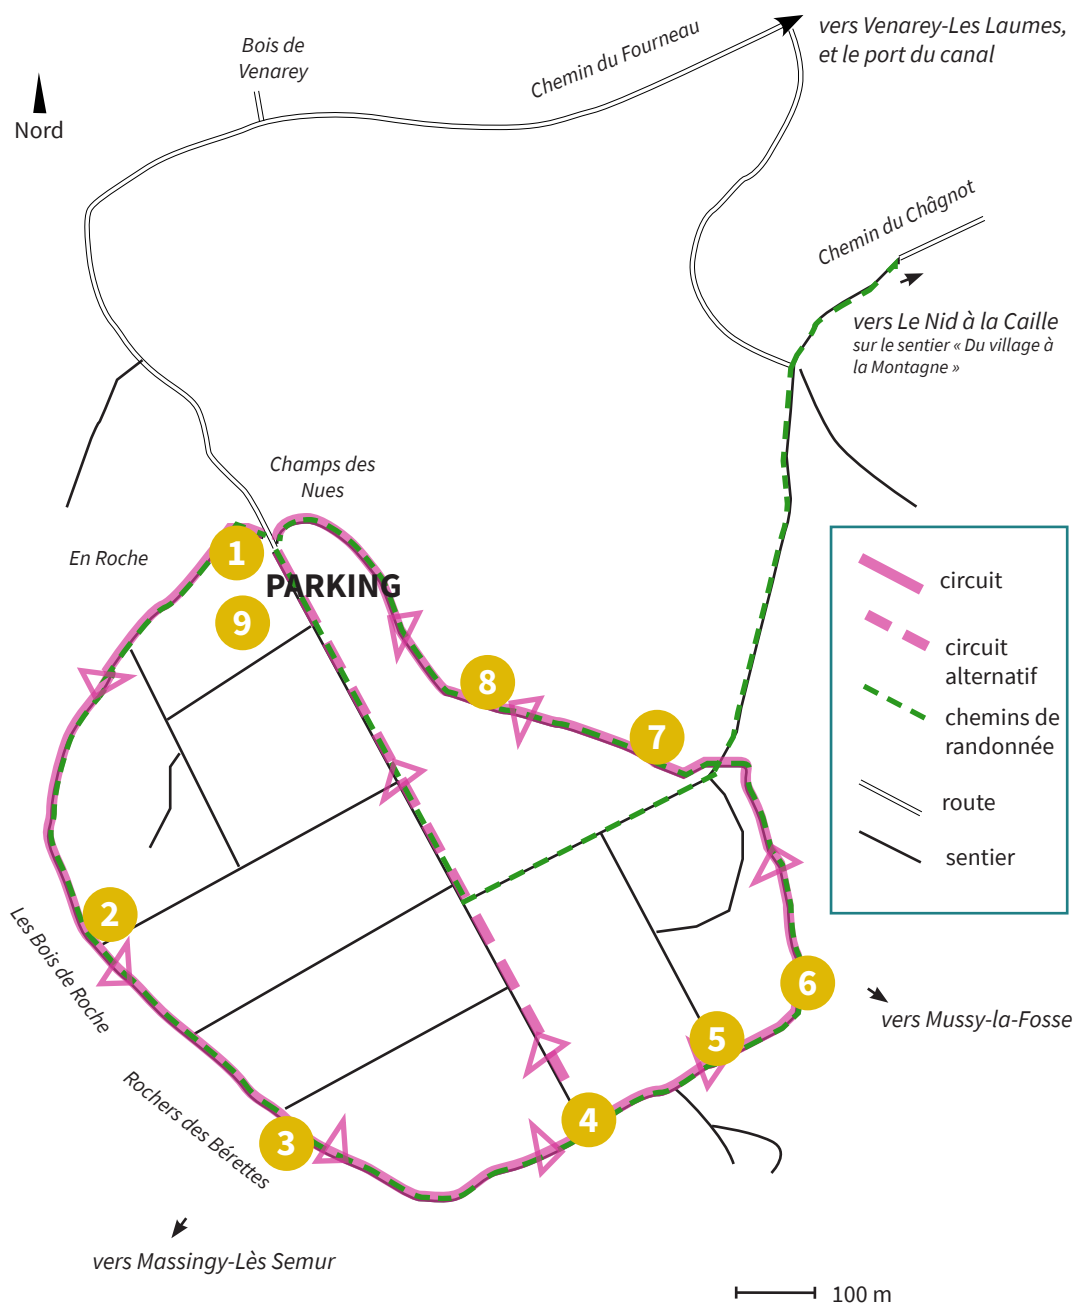 Bois de
Venarey
Chemin du Fourneau
vers Venarey-Les Laumes,
et le port du canal
Nord
Chemin du Châgnot
vers Le Nid à la Caille
sur le sentier « Du village à
la Montagne »
Champs des
Nues
En Roche
1
PARKING
9
8
7
circuit
circuit
alternatif
chemins de
randonnée
route
sentier
2
Les Bois de Roche
6
vers Mussy-la-Fosse
5
4
3
Rochers des Bérettes
vers Massingy-Lès Semur
100 m